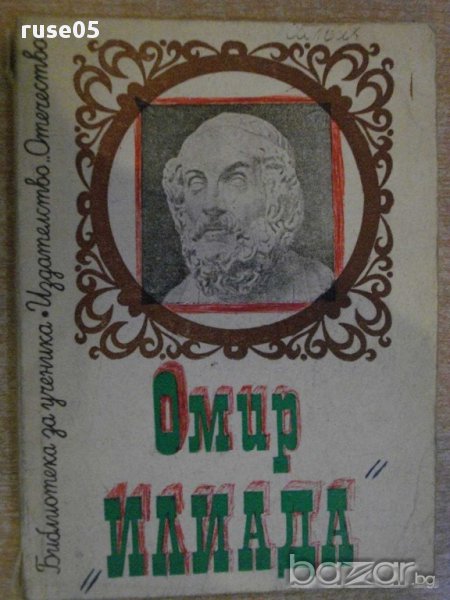 ruse05
Библиотека за ученика • Издателство „Отечество“
Омир
„ИЛИАДА“
bazar.bg